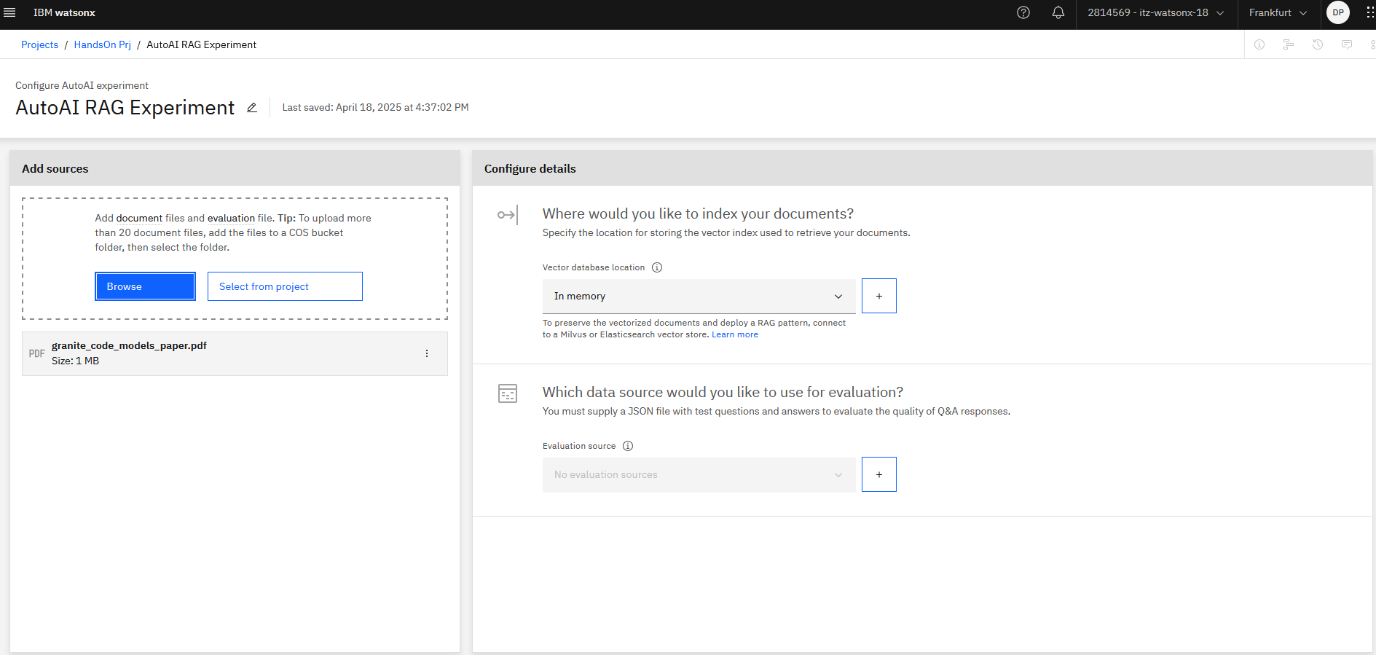 IBM watsonx
2814569 - itz-watsonx-18
Frankfurt
DP
Projects / HandsOn Prj / AutoAI RAG Experiment
Configure AutoAI experiment
AutoAI RAG Experiment
Last saved: April 18, 2025 at 4:37:02 PM
Add sources
Add document files and evaluation file. Tip: To upload more
than 20 document files, add the files to a COS bucket
folder, then select the folder.
Browse
Select from project
PDF
granite_code_models_paper.pdf
Size: 1 MB
Configure details
Where would you like to index your documents?
Specify the location for storing the vector index used to retrieve your documents.
Vector database location
In memory
+
To preserve the vectorized documents and deploy a RAG pattern, connect
to a Milvus or Elasticsearch vector store. Learn more
Which data source would you like to use for evaluation?
You must supply a JSON file with test questions and answers to evaluate the quality of Q&A responses.
Evaluation source
No evaluation sources
+